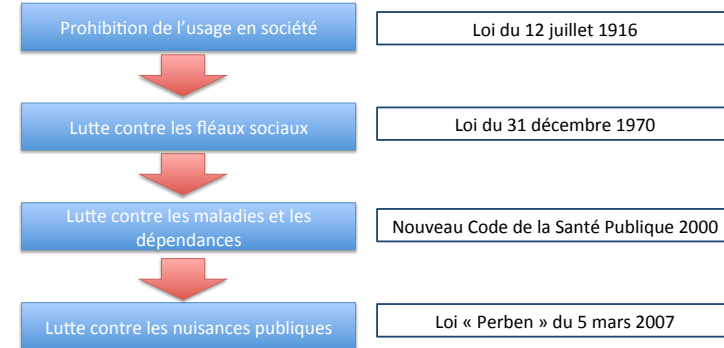 Prohibition de l’usage en société
Loi du 12 juillet 1916
Lutte contre les fléaux sociaux
Loi du 31 décembre 1970
Lutte contre les maladies et les
dépendances
Nouveau Code de la Santé Publique 2000
Lutte contre les nuisances publiques
Loi « Perben » du 5 mars 2007